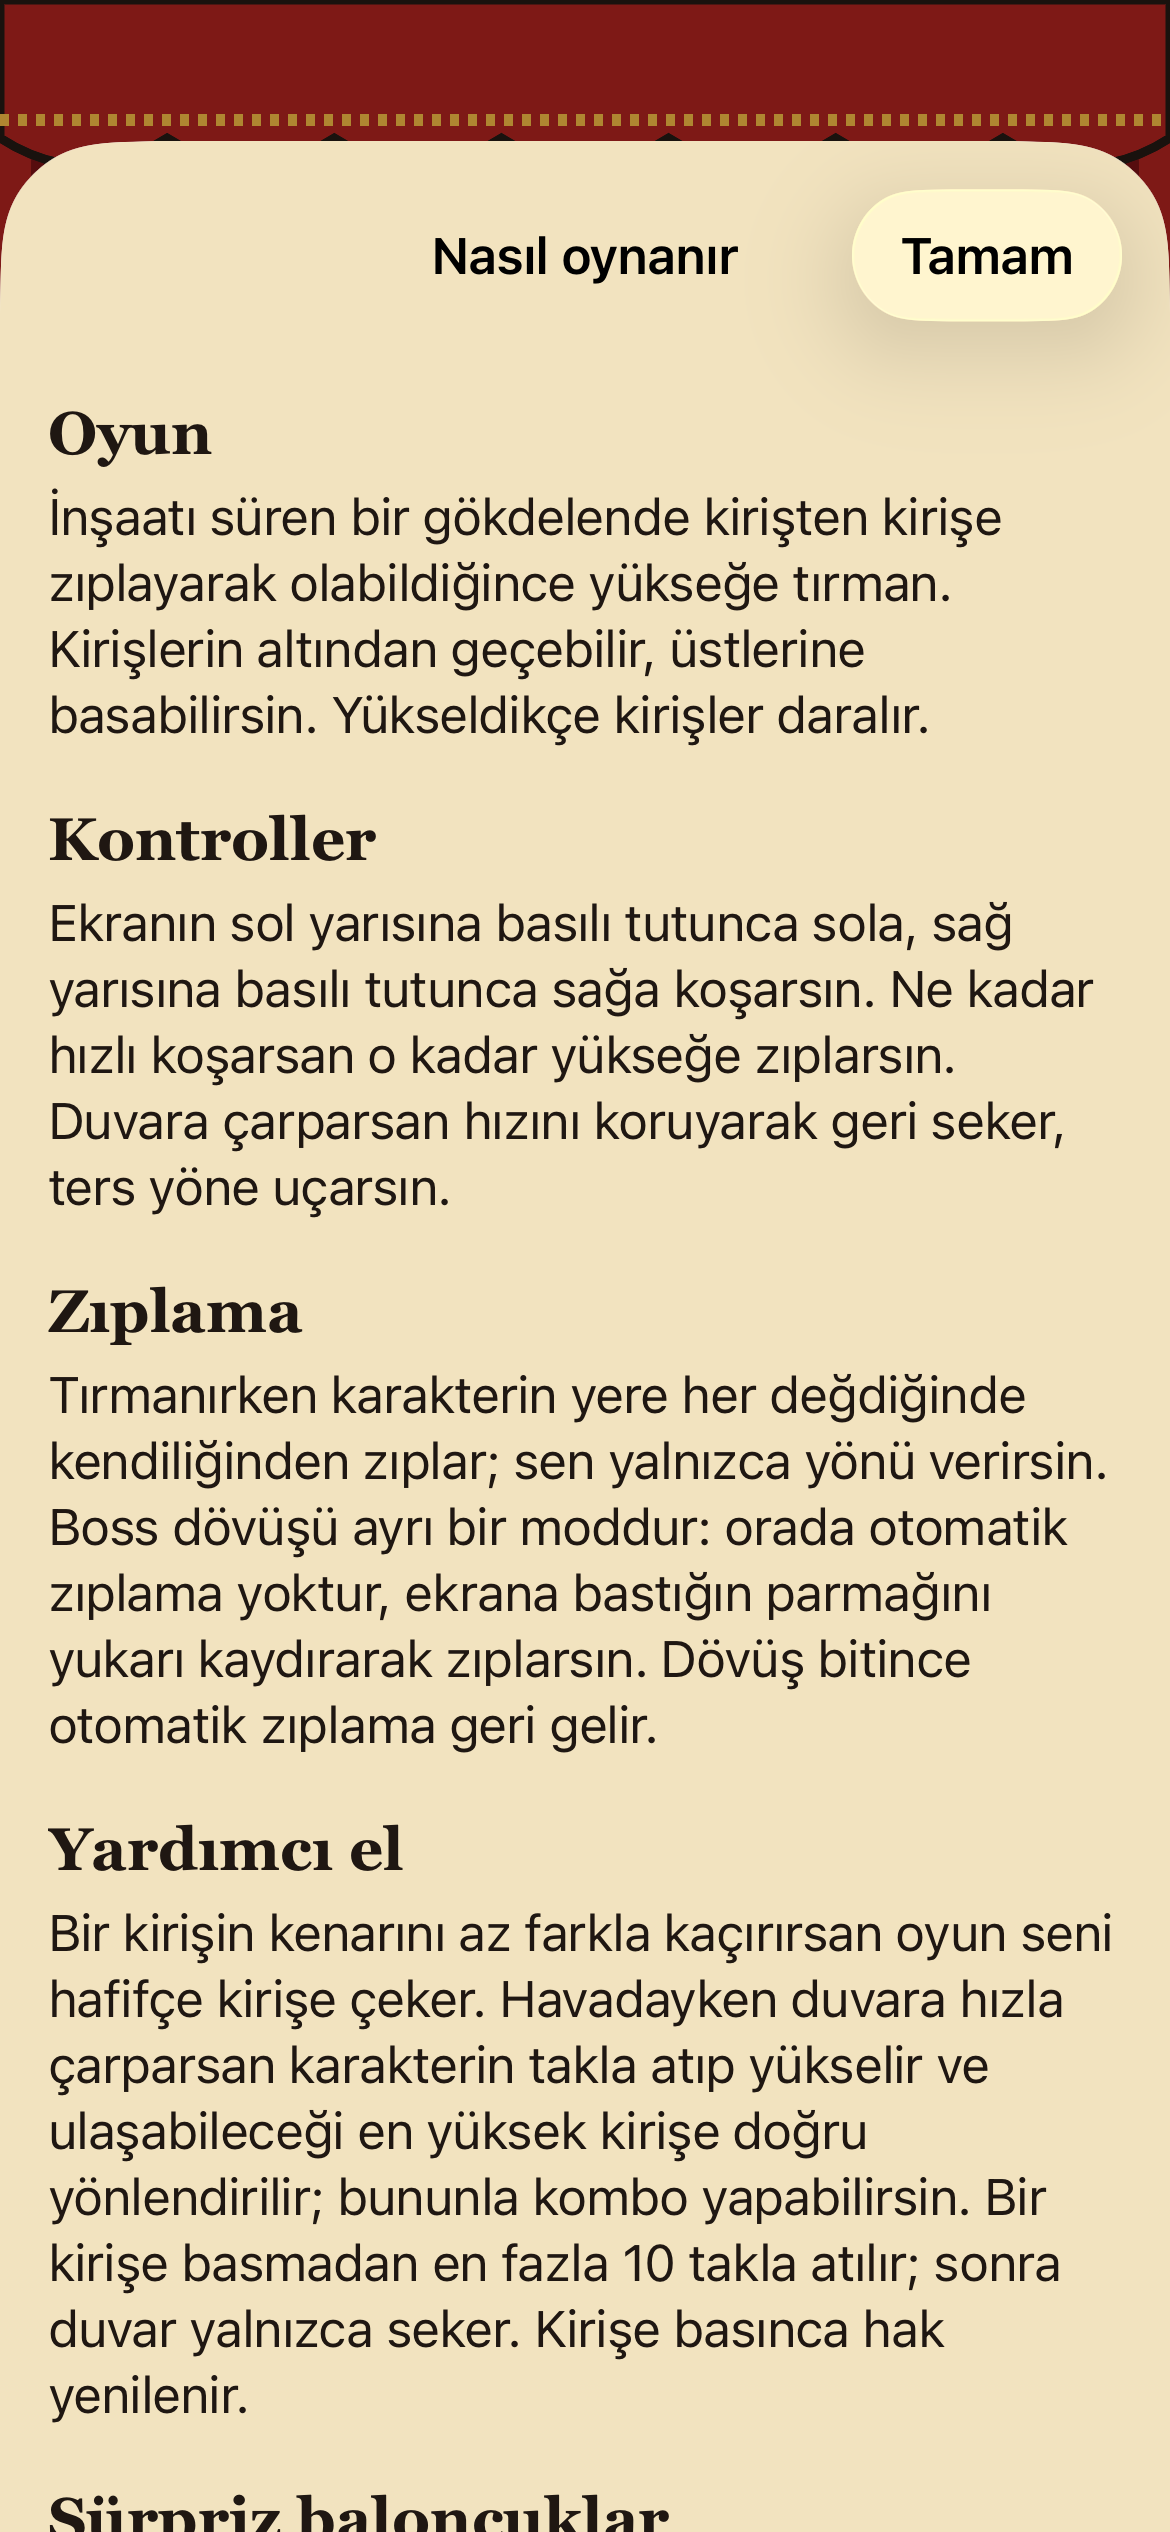 Nasıl oynanır
Tamam
Oyun
İnşaatı süren bir gökdelende kirişten kirişe
zıplayarak olabildiğince yükseğe tırman.
Kirişlerin altından geçebilir, üstlerine
basabilirsin. Yükseldikçe kirişler daralır.
Kontroller
Ekranın sol yarısına basılı tutunca sola, sağ
yarısına basılı tutunca sağa koşarsın. Ne kadar
hızlı koşarsan o kadar yükseğe zıplarsın.
Duvara çarparsan hızını koruyarak geri seker,
ters yöne uçarsın.
Zıplama
Tırmanırken karakterin yere her değdiğinde
kendiliğinden zıplar; sen yalnızca yönü verirsin.
Boss dövüşü ayrı bir moddur: orada otomatik
zıplama yoktur, ekrana bastığın parmağını
yukarı kaydırarak zıplarsın. Dövüş bitince
otomatik zıplama geri gelir.
Yardımcı el
Bir kirişin kenarını az farkla kaçırırsan oyun seni
hafifçe kirişe çeker. Havadayken duvara hızla
çarparsan karakterin takla atıp yükselir ve
ulaşabileceği en yüksek kirişe doğru
yönlendirilir; bununla kombo yapabilirsin. Bir
kirişe basmadan en fazla 10 takla atılır; sonra
duvar yalnızca seker. Kirişe basınca hak
yenilenir.
Sürpriz baloncuklar